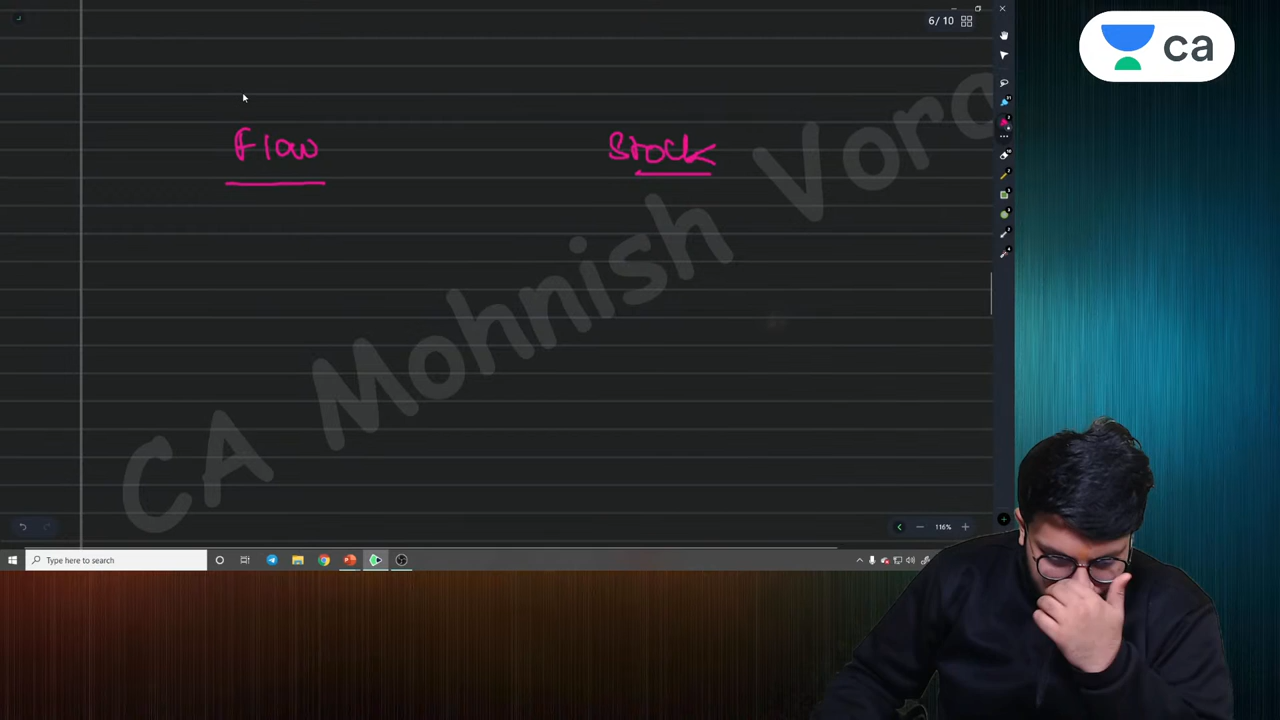 6/10
ca
Flow
Stock
CA Mohnish Vora
116%
Type here to search